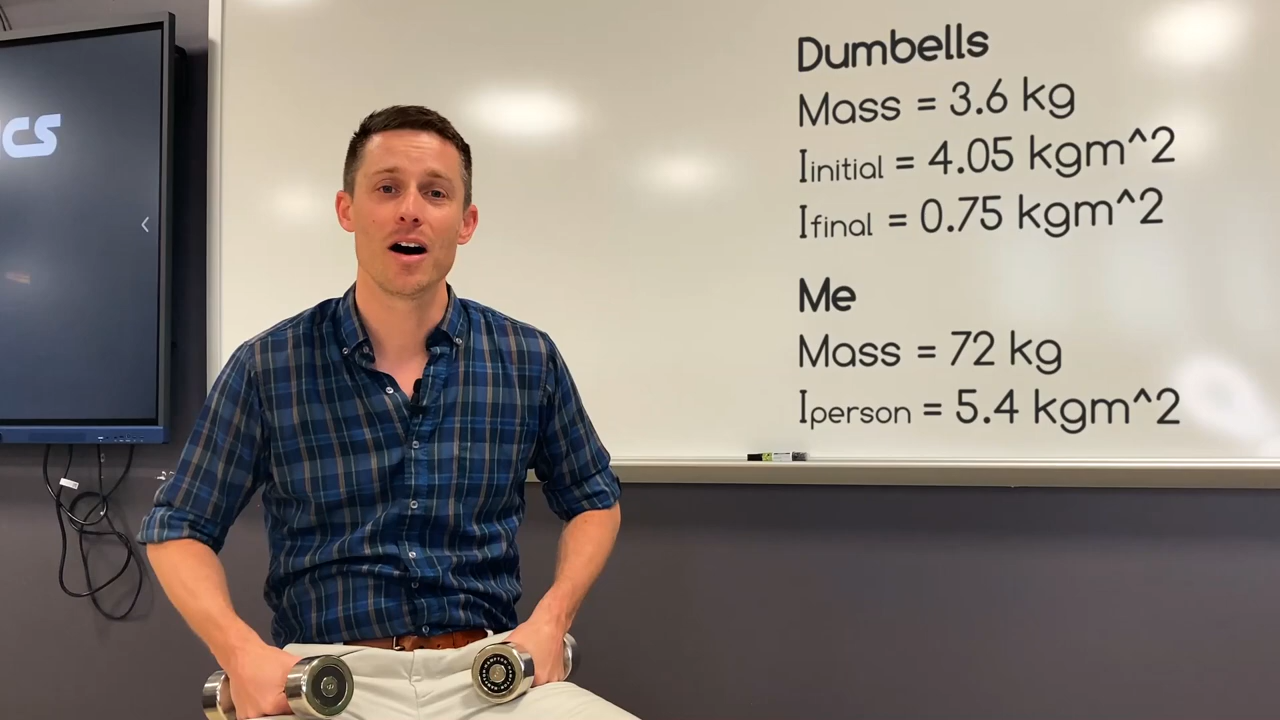 cs
Dumbells
Mass = 3.6 kg
Iinitial = 4.05 kgm^2
Ifinal = 0.75 kgm^2
Me
Mass = 72 kg
Iperson = 5.4 kgm^2